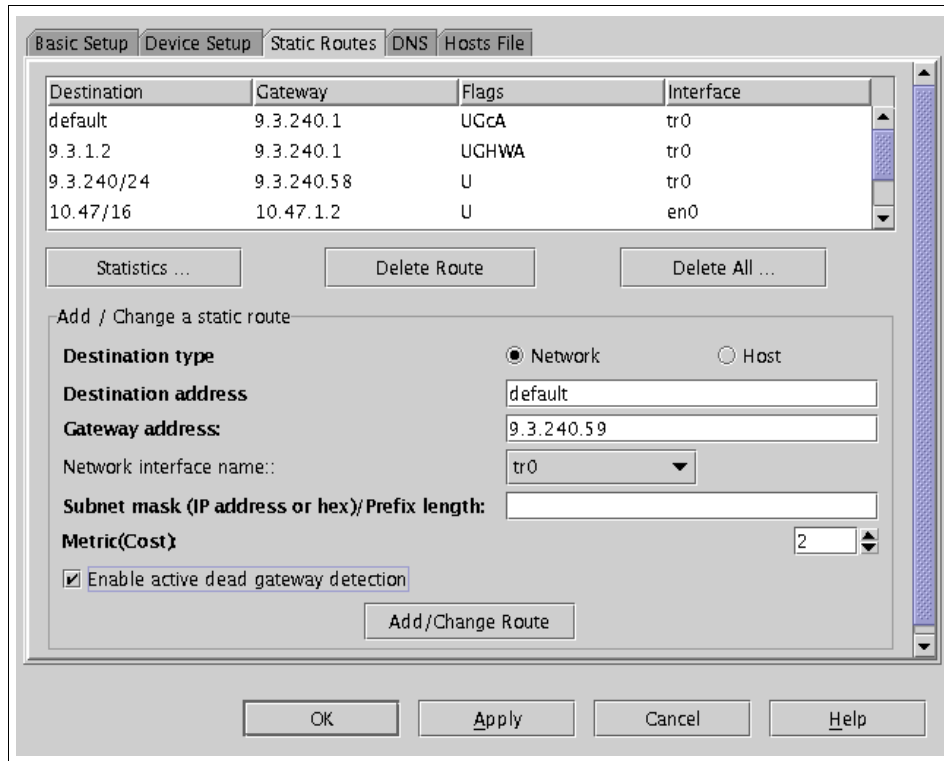 Basic Setup Device Setup Static Routes DNS Hosts File
Destination Gateway Flags Interface
default 9.3.240.1 UGcA tr0
9.3.1.2 9.3.240.1 UGHWA tr0
9.3.240/24 9.3.240.58 U tr0
10.47/16 10.47.1.2 U en0
Statistics ... Delete Route Delete All ...
Add / Change a static route
Destination type Network Host
Destination address default
Gateway address: 9.3.240.59
Network interface name:: tr0
Subnet mask (IP address or hex)/Prefix length:
Metric(Cost): 2
Enable active dead gateway detection
Add/Change Route
OK Apply Cancel Help